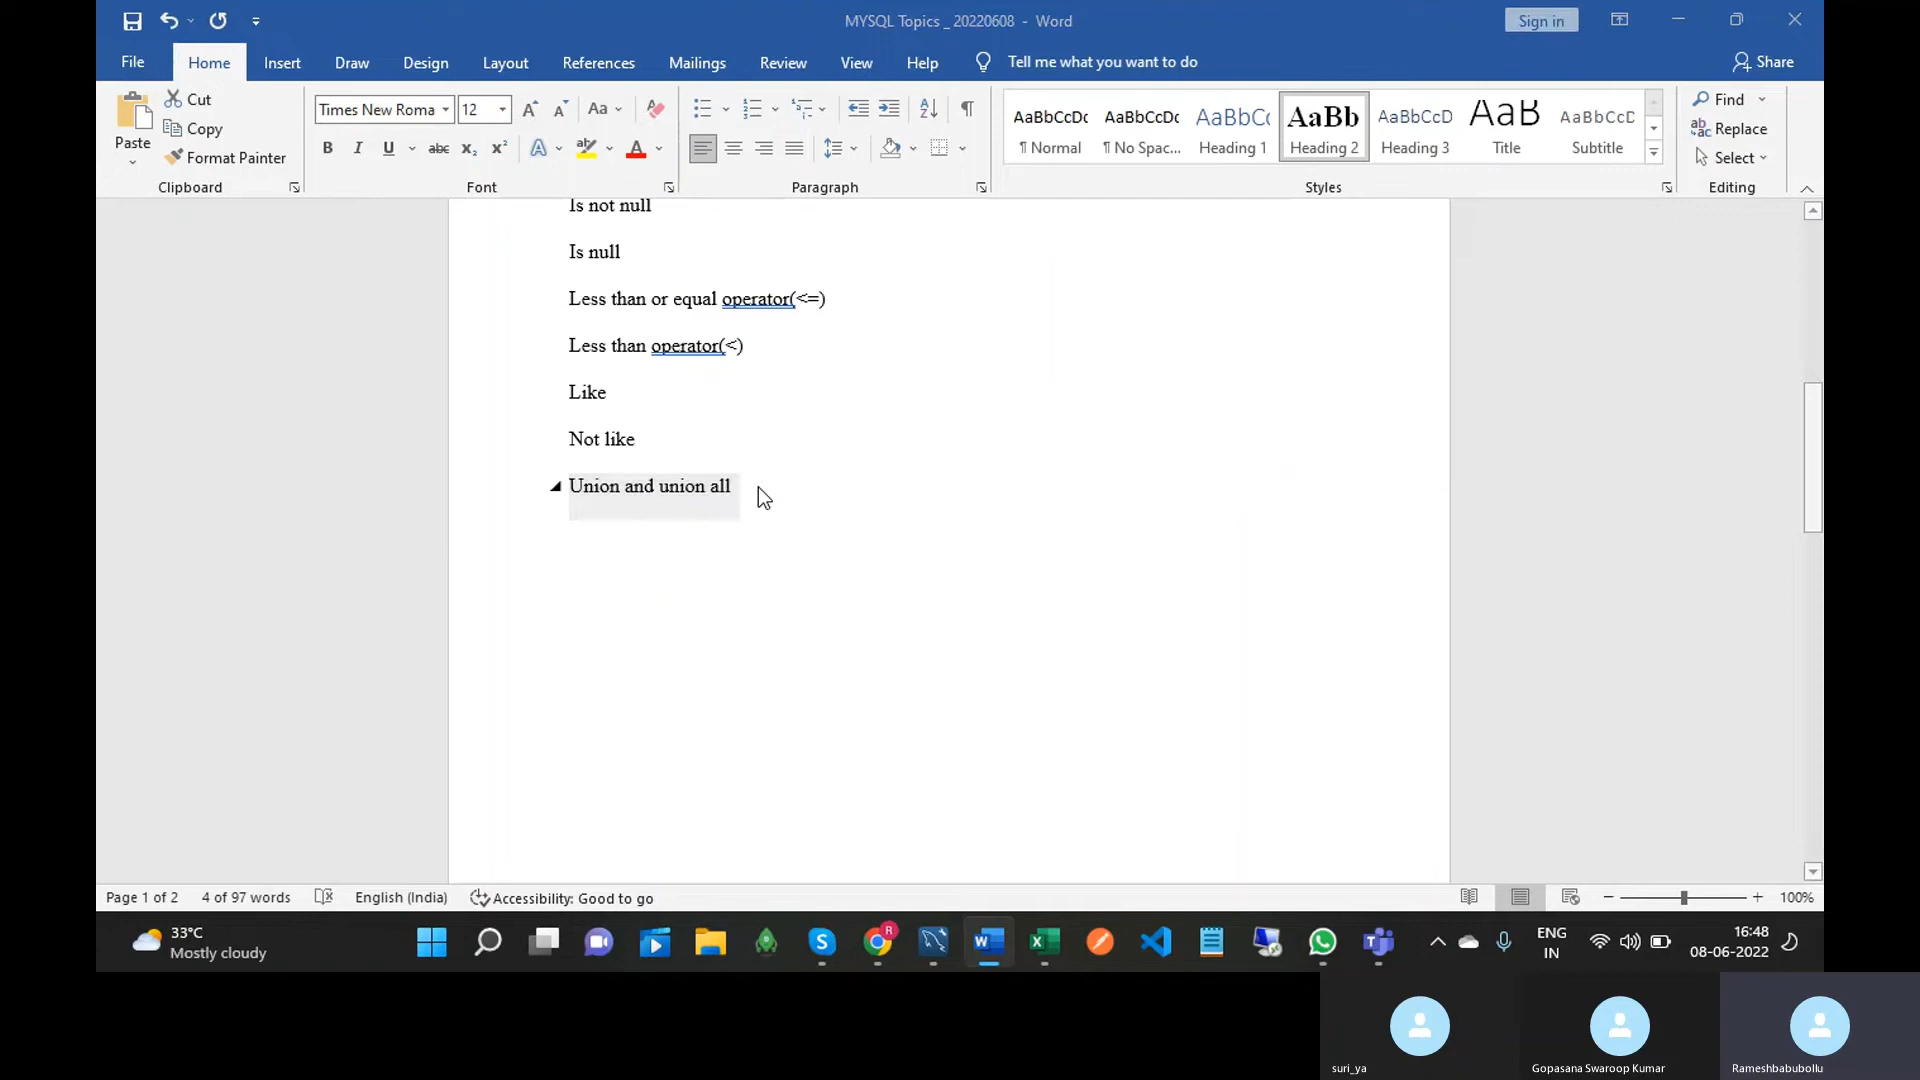 MYSQL Topics _ 20220608 - Word
Sign in
File Home Insert Draw Design Layout References Mailings Review View Help Tell me what you want to do Share
Paste
Cut
Copy
Format Painter
Clipboard
Times New Roma 12
Font
Paragraph
AaBbCcDc AaBbCcDc AaBbCc AaBb AaBbCcD AaB AaBbCcD
¶ Normal ¶ No Spac... Heading 1 Heading 2 Heading 3 Title Subtitle
Styles
Find
Replace
Select
Editing
Is not null
Is null
Less than or equal operator(<=)
Less than operator(<)
Like
Not like
Union and union all
Page 1 of 2 4 of 97 words English (India) Accessibility: Good to go 100%
33°C
Mostly cloudy
ENG
IN
16:48
08-06-2022
suri_ya Gopasana Swaroop Kumar Rameshbabubollu